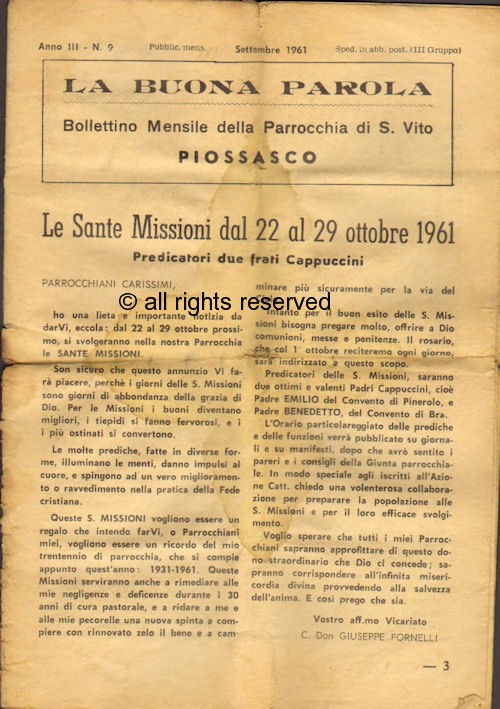 Anno III - N. 9 Pubblic. mens. Settembre 1961 Sped. in abb. post. (III Gruppo)
LA BUONA PAROLA
Bollettino Mensile della Parrocchia di S. Vito
PIOSSASCO
Le Sante Missioni dal 22 al 29 ottobre 1961
Predicatori due frati Cappuccini
PARROCCHIANI CARISSIMI,
ho una lieta e importante notizia da
darVi, eccola: dal 22 al 29 ottobre prossi-
mo, si svolgeranno nella nostra Parrocchia
le SANTE MISSIONI.
Son sicuro che questo annunzio Vi fa-
rà piacere, perchè i giorni delle S. Missioni
sono giorni di abbondanza della grazia di
Dio. Per le Missioni i buoni diventano
migliori, i tiepidi si fanno fervorosi, e i
i più ostinati si convertono.
Le molte prediche, fatte in diverse for-
me, illuminano le menti, danno impulsi al
cuore, e spingono ad un vero miglioramen-
to o ravvedimento nella pratica della Fede
cristiana.
Queste S. MISSIONI vogliono essere un
regalo che intendo farVi, o Parrocchiani
miei, vogliono essere un ricordo del mio
trentennio di parrocchia, che si compie
appunto quest'anno: 1931-1961. Queste
Missioni serviranno anche a rimediare alle
mie negligenze e deficenze durante i 30
anni di cura pastorale, e a ridare a me e
alle mie pecorelle una nuova spinta a com-
piere con rinnovato zelo il bene e a cam-
minare più sicuramente per la via del
© all rights reserved
Intanto per il buon esito delle S. Mis-
sioni bisogna pregare molto, offrire a Dio
comunioni, messe e penitenze. Il rosario,
che col 1° ottobre reciteremo ogni giorno,
sarà indirizzato a questo scopo.
Predicatori delle S. Missioni, saranno
due ottimi e valenti Padri Cappuccini, cioè
Padre EMILIO del Convento di Pinerolo, e
Padre BENEDETTO, del Convento di Bra.
L'Orario particolareggiato delle prediche
e delle funzioni verrà pubblicato su giorna-
li e su manifesti, dopo che avrò sentito i
pareri e i consigli della Giunta parrocchia-
le. In modo speciale agli iscritti all'Azio-
ne Catt. chiedo una volenterosa collabora-
zione per preparare la popolazione alle
S. Missioni e per il loro efficace svolgi-
mento.
Voglio sperare che tutti i miei Parroc-
chiani sapranno approfittare di questo do-
no straordinario che Dio ci concede; sa-
pranno corrispondere all'infinita miseri-
cordia divina provvedendo alla salvezza
dell'anima. E così prego che sia.
Vostro aff.mo Vicariato
C. Don GIUSEPPE FORNELLI
— 3